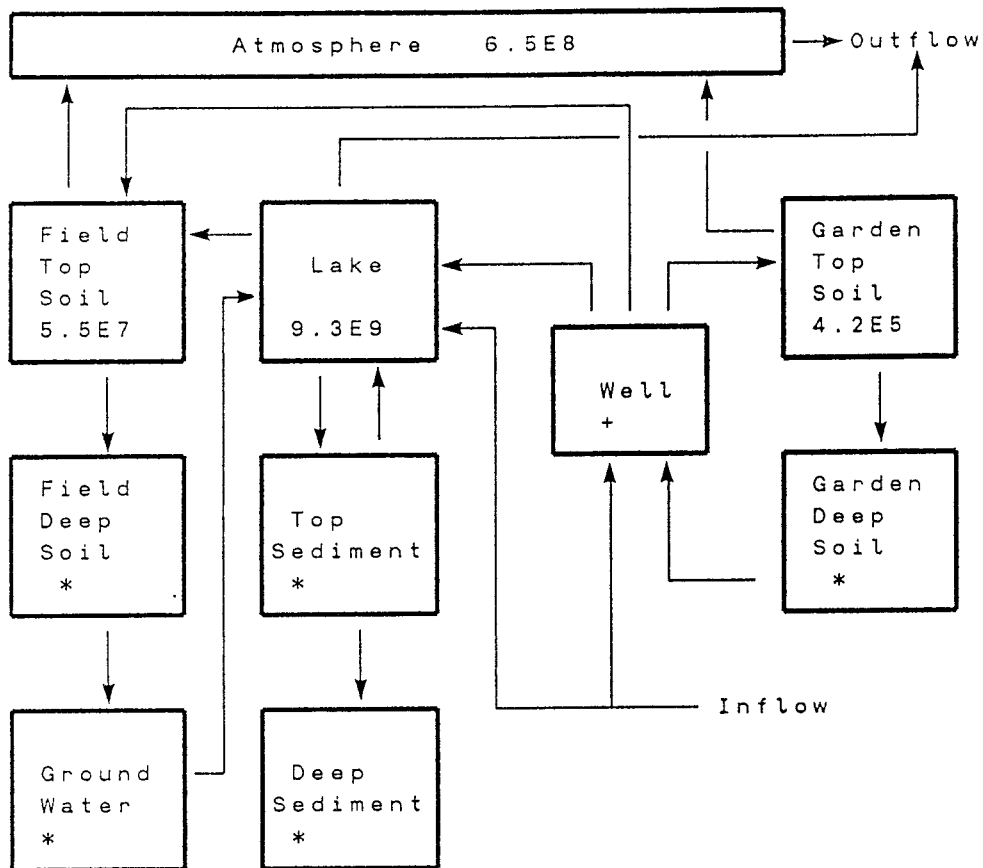 Atmosphere 6.5E8
Outflow
Field
Top
Soil
5.5E7
Lake
9.3E9
Garden
Top
Soil
4.2E5
Well
+
Field
Deep
Soil
*
Top
Sediment
*
Garden
Deep
Soil
*
Inflow
Ground
Water
*
Deep
Sediment
*